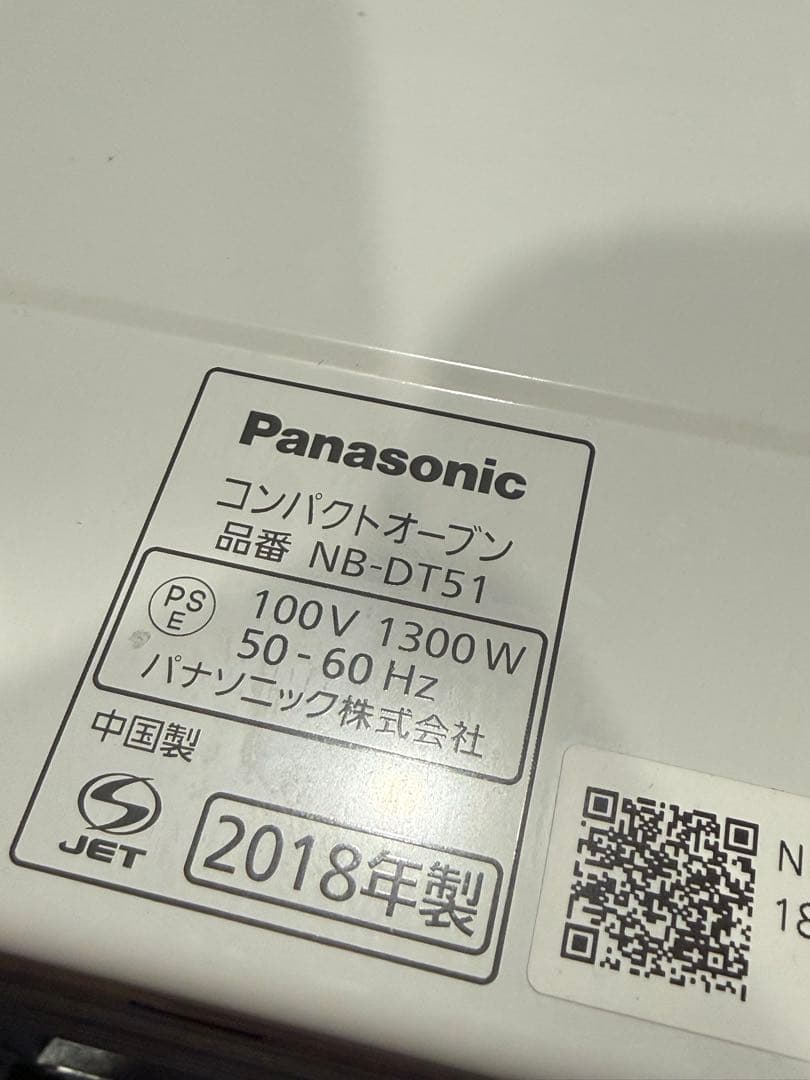 Panasonic
コンパクトオーブン
品番 NB-DT51
PS
E
100V 1300W
50-60Hz
パナソニック株式会社
中国製
JET
2018年製
N
18